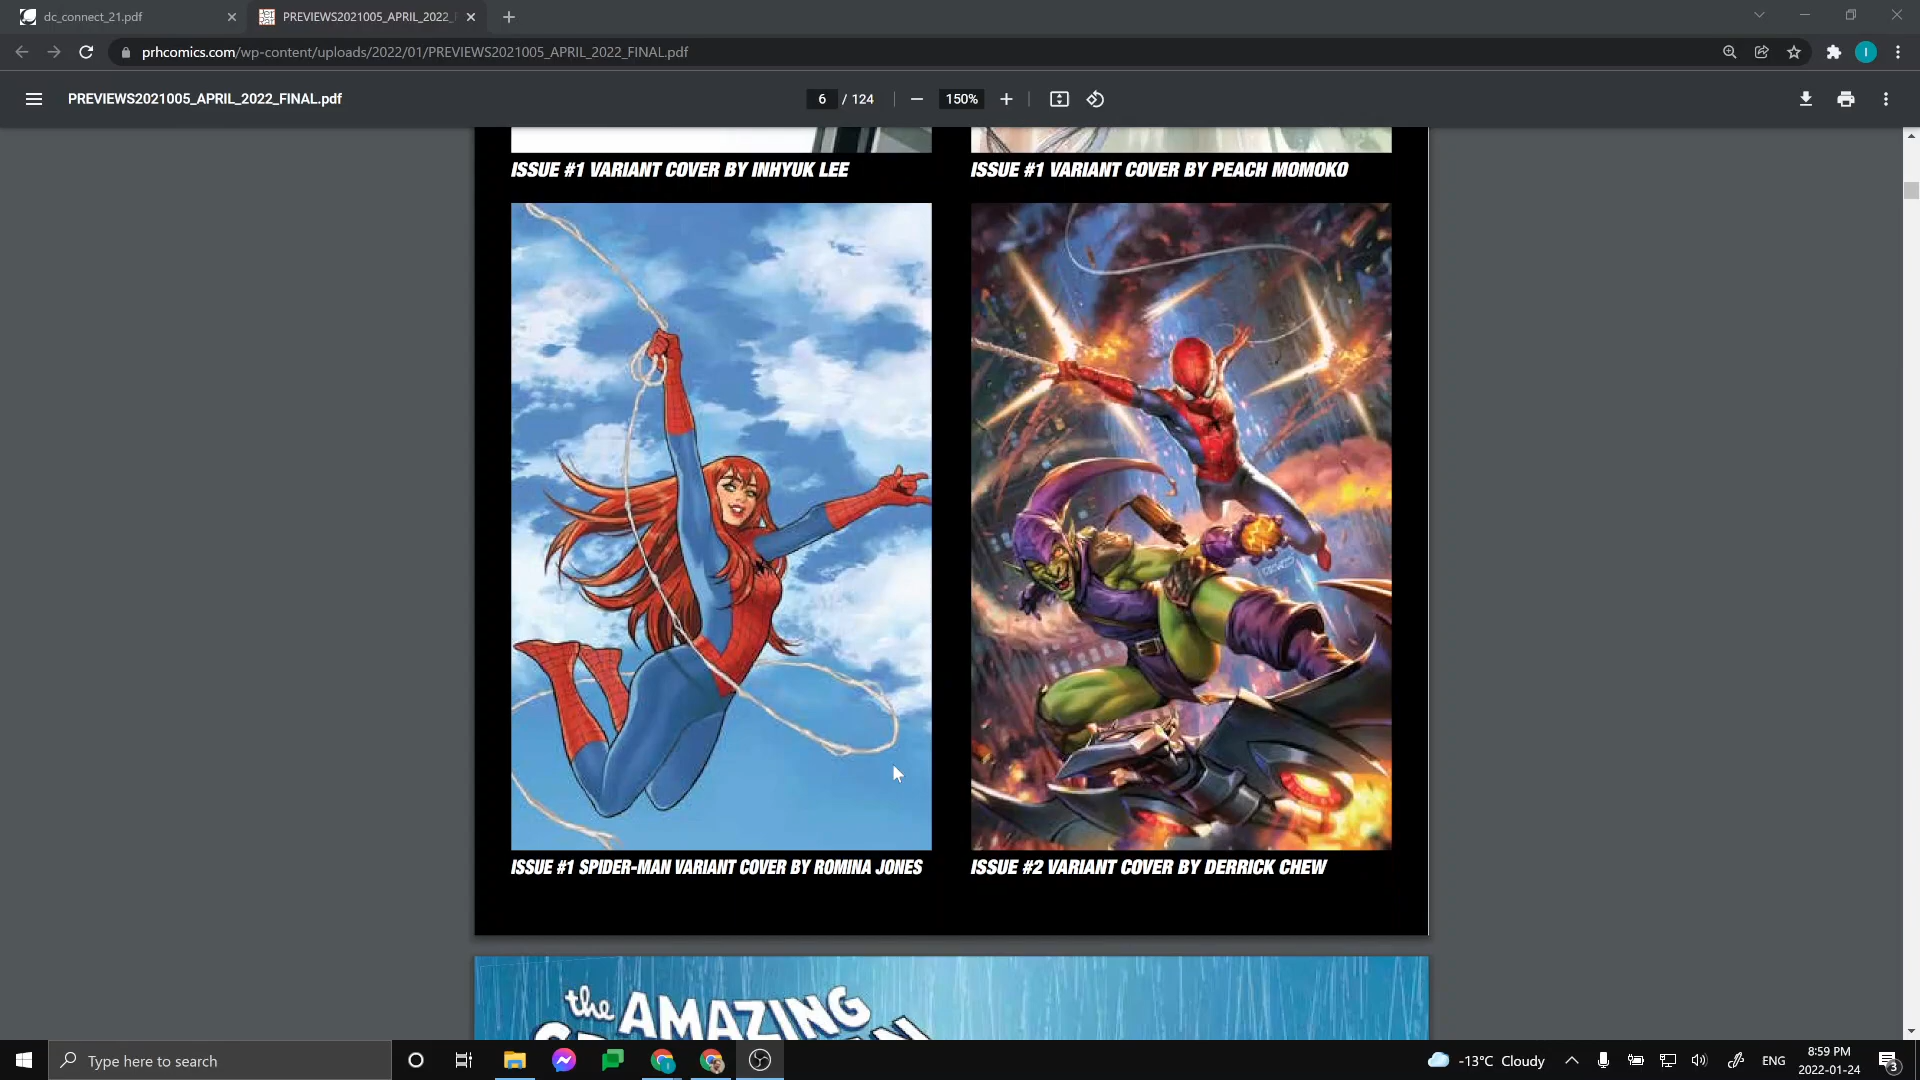 dc_connect_21.pdf
PREVIEWS2021005_APRIL_2022_F
prhcomics.com/wp-content/uploads/2022/01/PREVIEWS2021005_APRIL_2022_FINAL.pdf
I
PREVIEWS2021005_APRIL_2022_FINAL.pdf
6 / 124
150%
ISSUE #1 VARIANT COVER BY INHYUK LEE
ISSUE #1 VARIANT COVER BY PEACH MOMOKO
ISSUE #1 SPIDER-MAN VARIANT COVER BY ROMINA JONES
ISSUE #2 VARIANT COVER BY DERRICK CHEW
the AMAZING
Type here to search
-13°C Cloudy
ENG
8:59 PM
2022-01-24
3